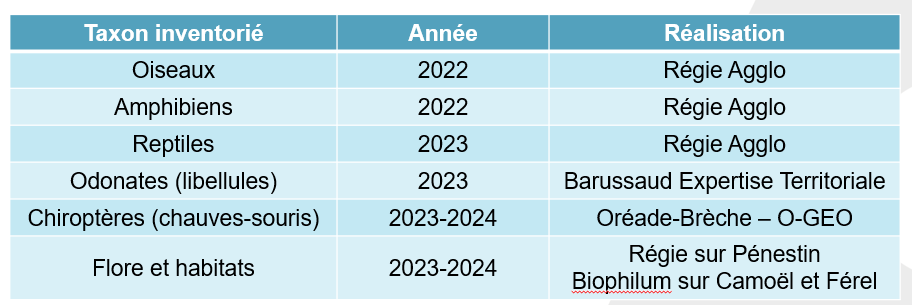 Taxon inventorié Année Réalisation
Oiseaux 2022 Régie Agglo
Amphibiens 2022 Régie Agglo
Reptiles 2023 Régie Agglo
Odonates (libellules) 2023 Barussaud Expertise Territoriale
Chiroptères (chauves-souris) 2023-2024 Oréade-Brèche – O-GEO
Flore et habitats 2023-2024 Régie sur Pénestin
Biophilum sur Camoël et Férel